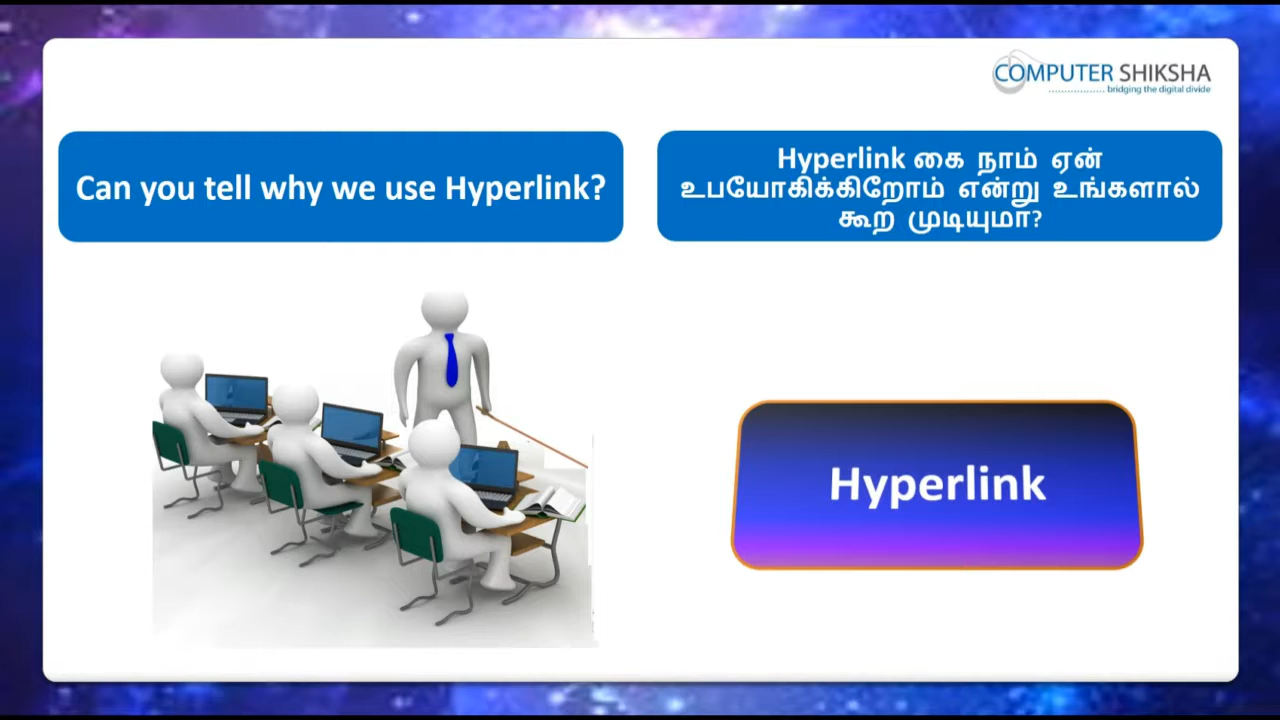 COMPUTER SHIKSHA
bridging the digital divide
Can you tell why we use Hyperlink?
Hyperlink கை நாம் ஏன்
உபயோகிக்கிறோம் என்று உங்களால்
கூற முடியுமா?
Hyperlink